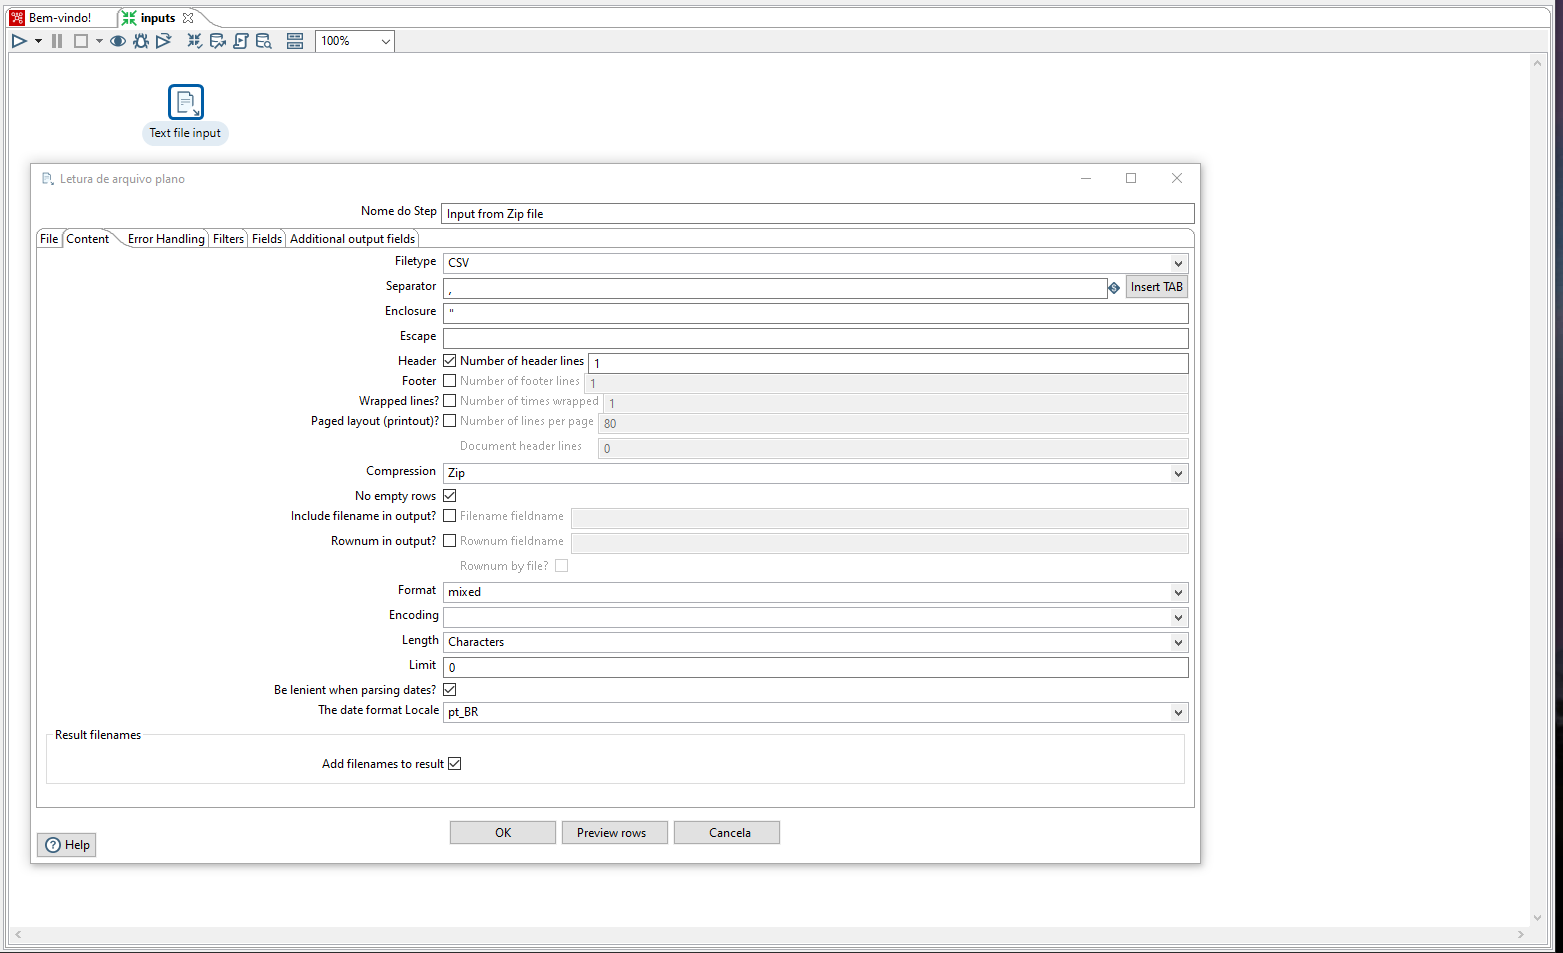 Bem-vindo!
inputs
100%
Text file input
Letura de arquivo plano
Nome do Step Input from Zip file
File Content Error Handling Filters Fields Additional output fields
Filetype CSV
Separator , Insert TAB
Enclosure "
Escape
Header Number of header lines 1
Footer Number of footer lines 1
Wrapped lines? Number of times wrapped 1
Paged layout (printout)? Number of lines per page 80
Document header lines 0
Compression Zip
No empty rows
Include filename in output? Filename fieldname
Rownum in output? Rownum fieldname
Rownum by file?
Format mixed
Encoding
Length Characters
Limit 0
Be lenient when parsing dates?
The date format Locale pt_BR
Result filenames
Add filenames to result
OK Preview rows Cancela
Help